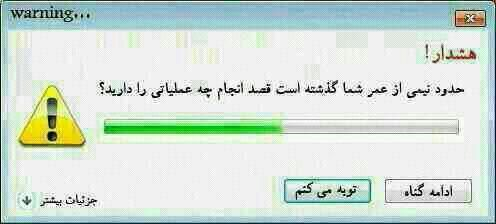 warning...
هشدار!
حدود نیمی از عمر شما گذشته است قصد انجام چه عملیاتی را دارید؟
ادامه گناه
توبه می کنم
جزئیات بیشتر